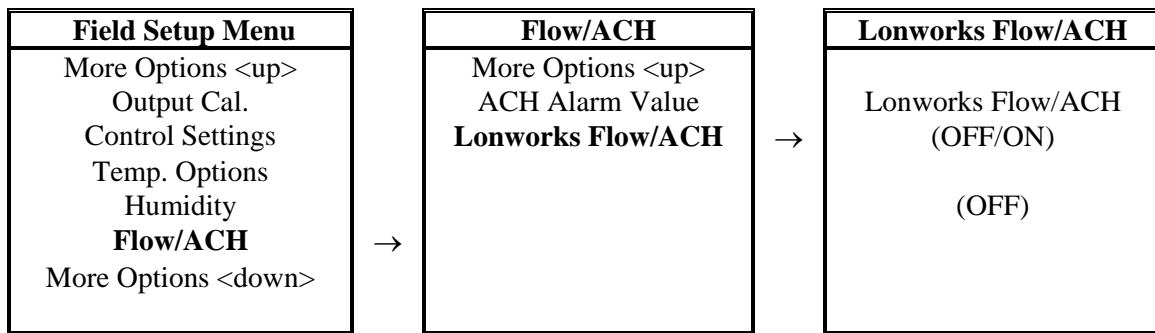 Field Setup Menu
More Options <up>
Output Cal.
Control Settings
Temp. Options
Humidity
Flow/ACH
More Options <down>
→
Flow/ACH
More Options <up>
ACH Alarm Value
Lonworks Flow/ACH
→
Lonworks Flow/ACH
Lonworks Flow/ACH
(OFF/ON)
(OFF)